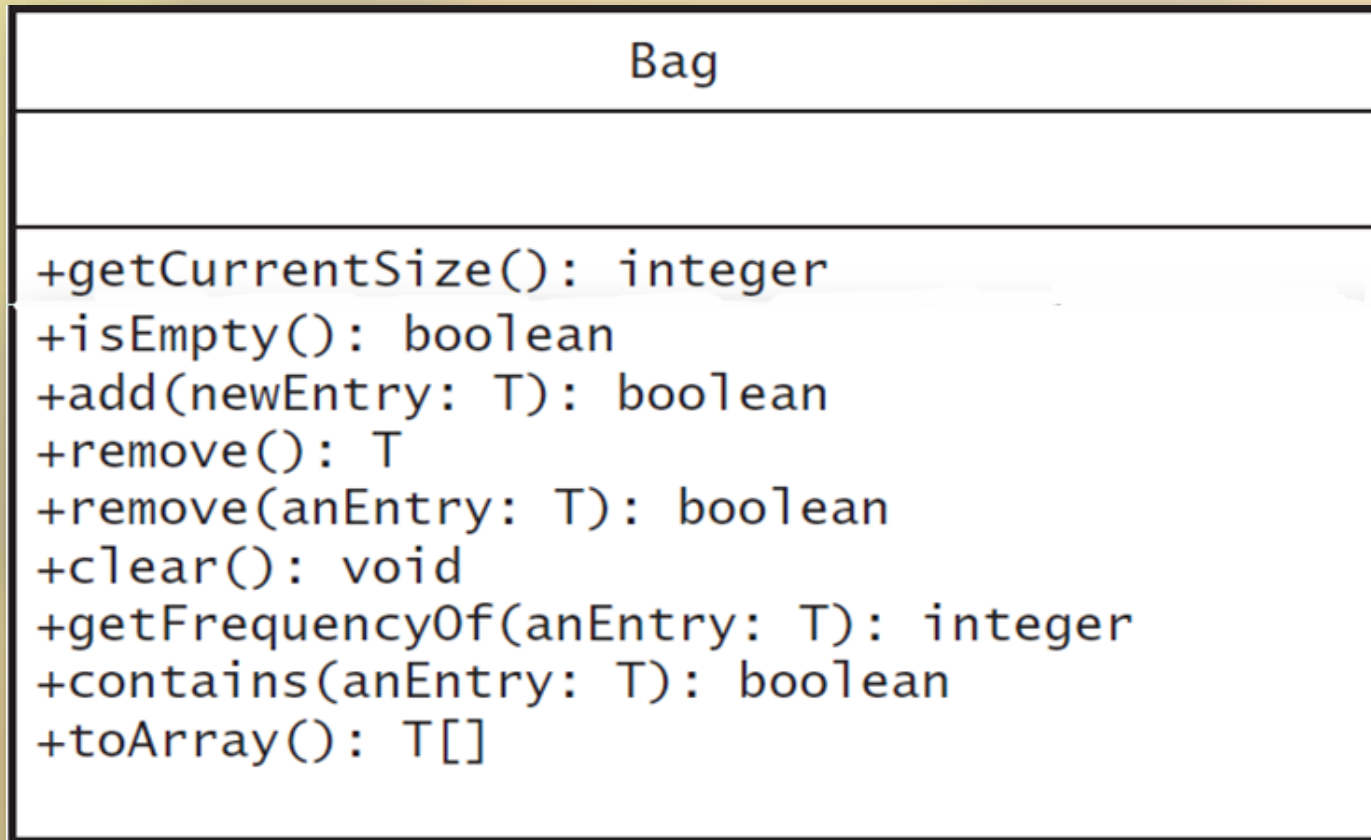 Bag
+getCurrentSize(): integer
+isEmpty(): boolean
+add(newEntry: T): boolean
+remove(): T
+remove(anEntry: T): boolean
+clear(): void
+getFrequencyOf(anEntry: T): integer
+contains(anEntry: T): boolean
+toArray(): T[]